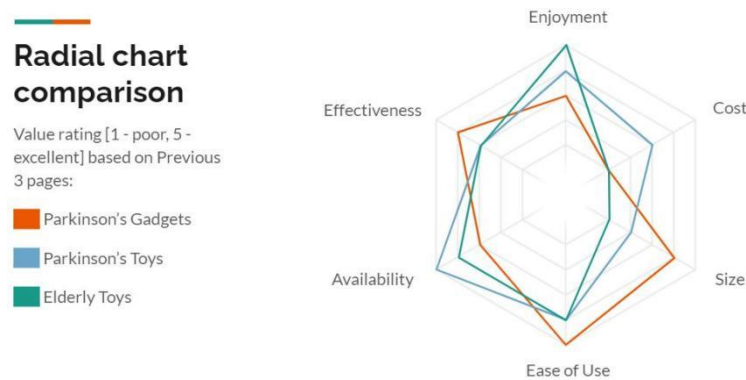 Radial chart
comparison
Value rating [1 - poor, 5 -
excellent] based on Previous
3 pages:
Parkinson's Gadgets
Parkinson's Toys
Elderly Toys
Enjoyment
Effectiveness
Cost
Availability
Size
Ease of Use